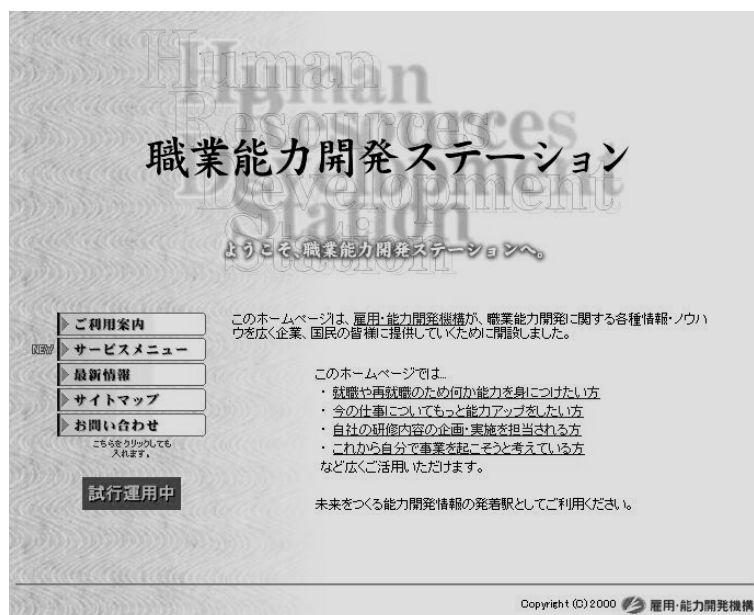 Human
Resources
Development
Station
職業能力開発ステーション
ようこそ、職業能力開発ステーションへ。
ご利用案内
NEW サービスメニュー
最新情報
サイトマップ
お問い合わせ
こちらをクリックしても
入れます。
試行運用中
このホームページは、雇用・能力開発機構が、職業能力開発に関する各種情報・ノウハ
ウを広く企業、国民の皆様に提供していくために開設しました。
このホームページでは…
・ 就職や再就職のため何か能力を身につけたい方
・ 今の仕事についてもっと能力アップをしたい方
・ 自社の研修内容の企画・実施を担当される方
・ これから自分で事業を起こそうと考えている方
など広くご活用いただけます。
未来をつくる能力開発情報の発着駅としてご利用ください。
Copyright (C)2000 雇用・能力開発機構